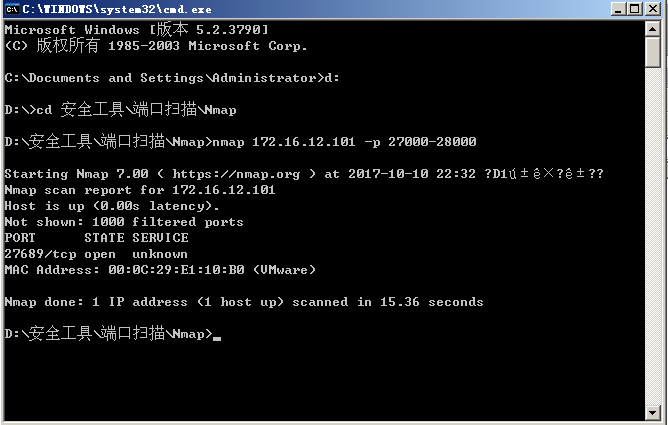 C:\WINDOWS\system32\cmd.exe
Microsoft Windows [版本 5.2.3790]
(C) 版权所有 1985-2003 Microsoft Corp.
C:\Documents and Settings\Administrator>d:
D:\>cd 安全工具\端口扫描\Nmap
D:\安全工具\端口扫描\Nmap>nmap 172.16.12.101 -p 27000-28000
Starting Nmap 7.00 ( https://nmap.org ) at 2017-10-10 22:32 ?D1ú±ê×?ê±??
Nmap scan report for 172.16.12.101
Host is up (0.00s latency).
Not shown: 1000 filtered ports
PORT      STATE SERVICE
27689/tcp open  unknown
MAC Address: 00:0C:29:E1:10:B0 (VMware)
Nmap done: 1 IP address (1 host up) scanned in 15.36 seconds
D:\安全工具\端口扫描\Nmap>